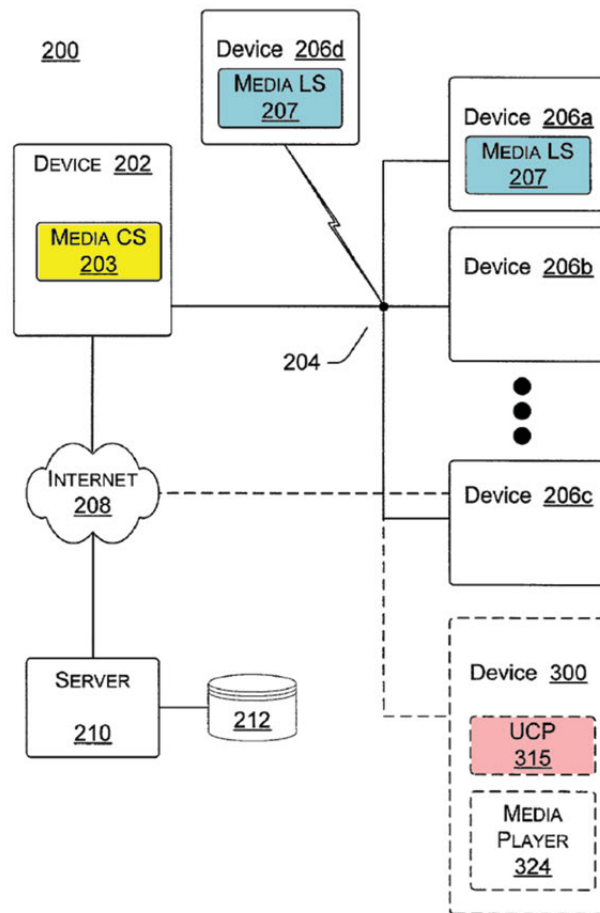 200
Device 206d
MEDIA LS
207
Device 206a
MEDIA LS
207
DEVICE 202
MEDIA CS
203
Device 206b
204
INTERNET
208
Device 206c
SERVER
210
212
Device 300
UCP
315
MEDIA
PLAYER
324